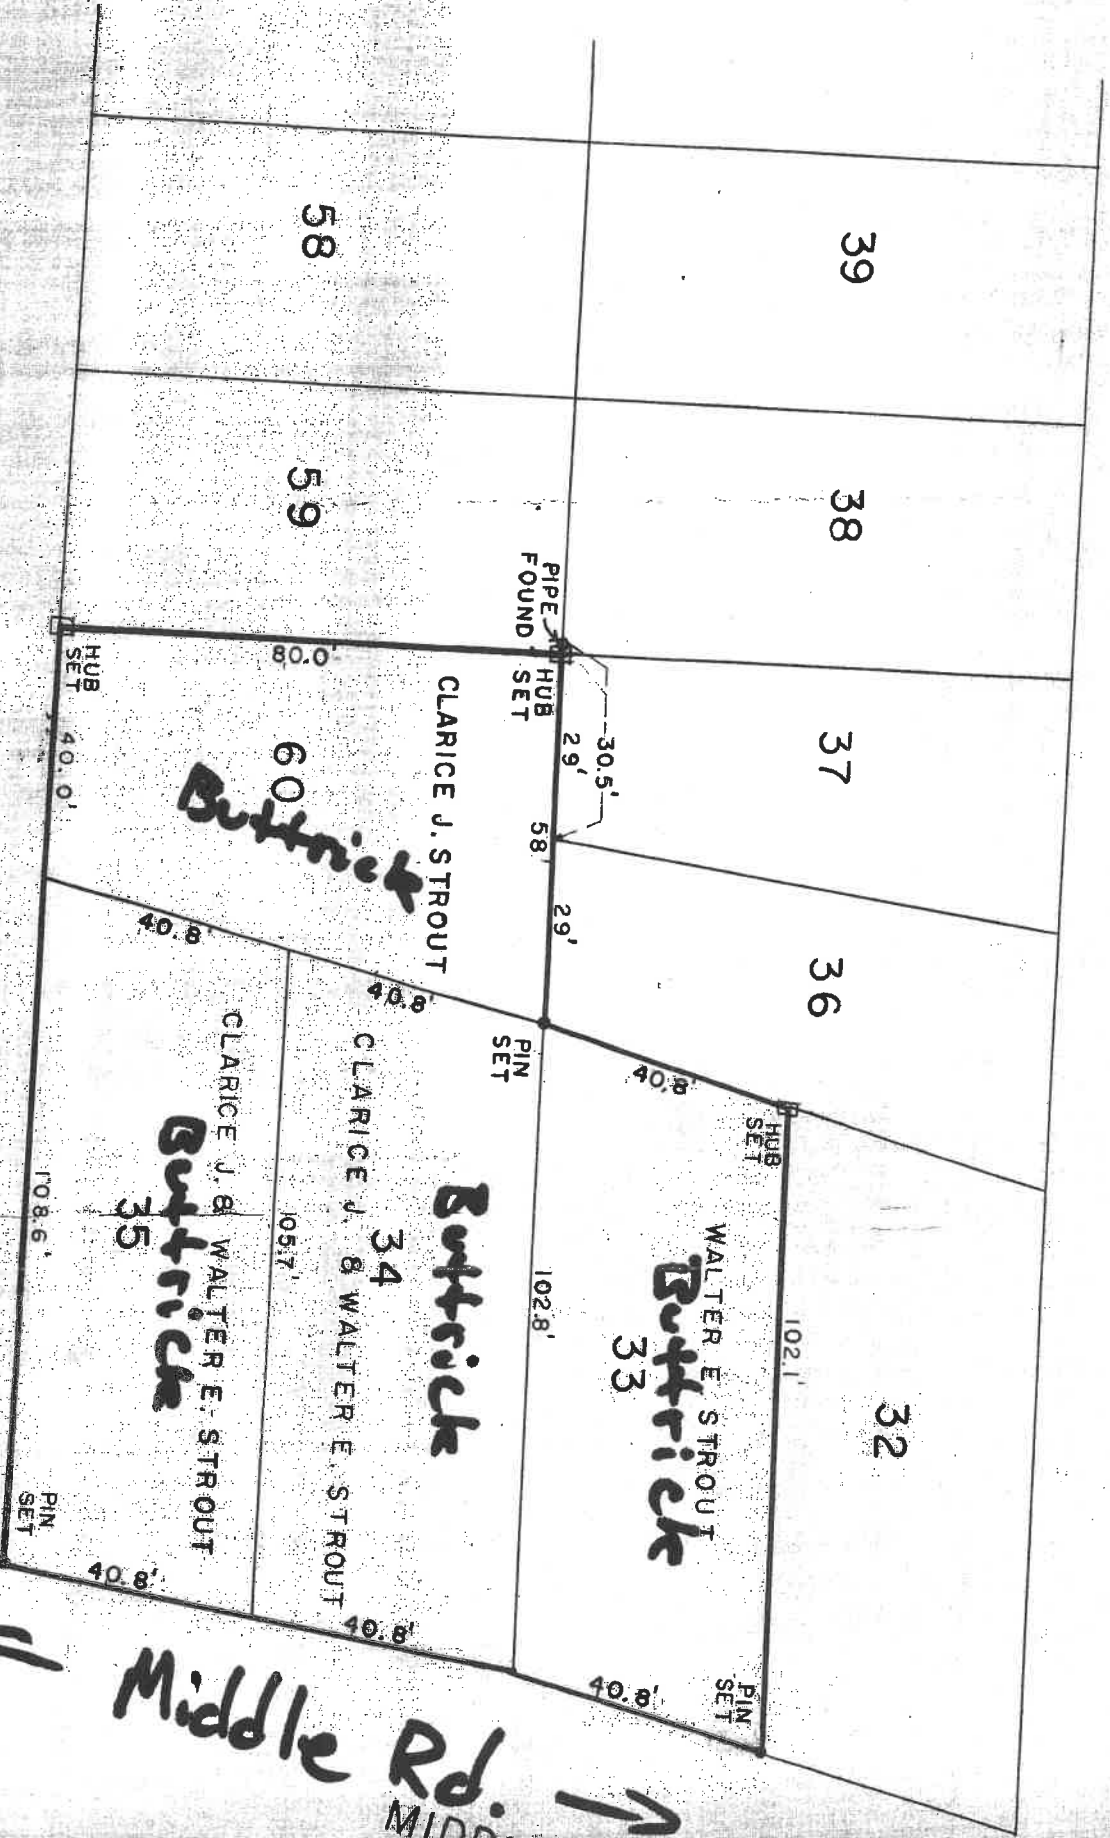 39
38
37
36
32
58
59
PIPE
FOUND
HUB
SET
29'
30.5'
58'
29'
80.0'
HUB
SET
40.0'
60
CLARICE J. STROUT
Buttrick
40.8'
40.8'
PIN
SET
40.8'
HUB
SET
102.1'
WALTER E STROUT
Buttrick
33
102.8'
Buttrick
34
CLARICE J. & WALTER E. STROUT
105.7'
CLARICE J. & WALTER E. STROUT
Buttrick
35
108.6'
PIN
SET
40.8'
40.8'
40.8'
PIN
SET
Middle Rd. →